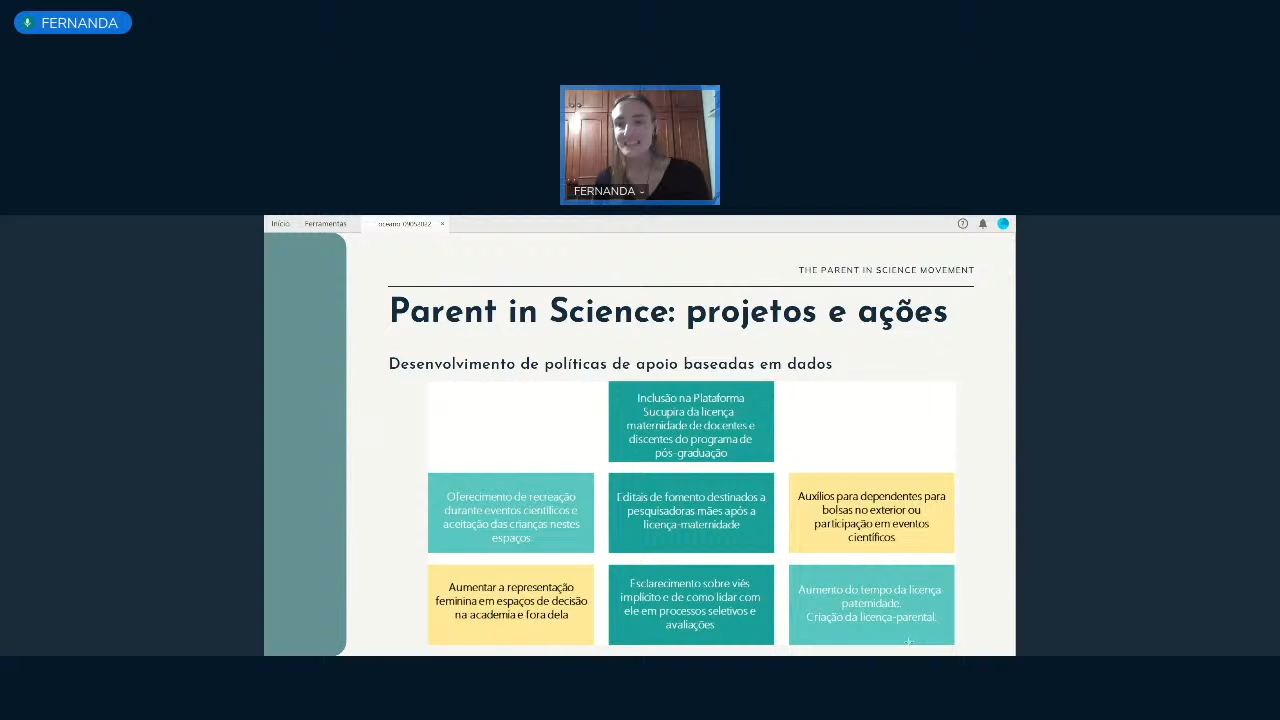 FERNANDA
FERNANDA
Início
Ferramentas
oceano_09052022
THE PARENT IN SCIENCE MOVEMENT
Parent in Science: projetos e ações
Desenvolvimento de políticas de apoio baseadas em dados
Inclusão na Plataforma
Sucupira da licença
maternidade de docentes e
discentes do programa de
pós-graduação
Oferecimento de recreação
durante eventos científicos e
aceitação das crianças nestes
espaços
Editais de fomento destinados a
pesquisadoras mães após a
licença-maternidade
Auxílios para dependentes para
bolsas no exterior ou
participação em eventos
científicos
Aumentar a representação
feminina em espaços de decisão
na academia e fora dela
Esclarecimento sobre viés
implícito e de como lidar com
ele em processos seletivos e
avaliações
Aumento do tempo da licença
paternidade.
Criação da licença-parental.